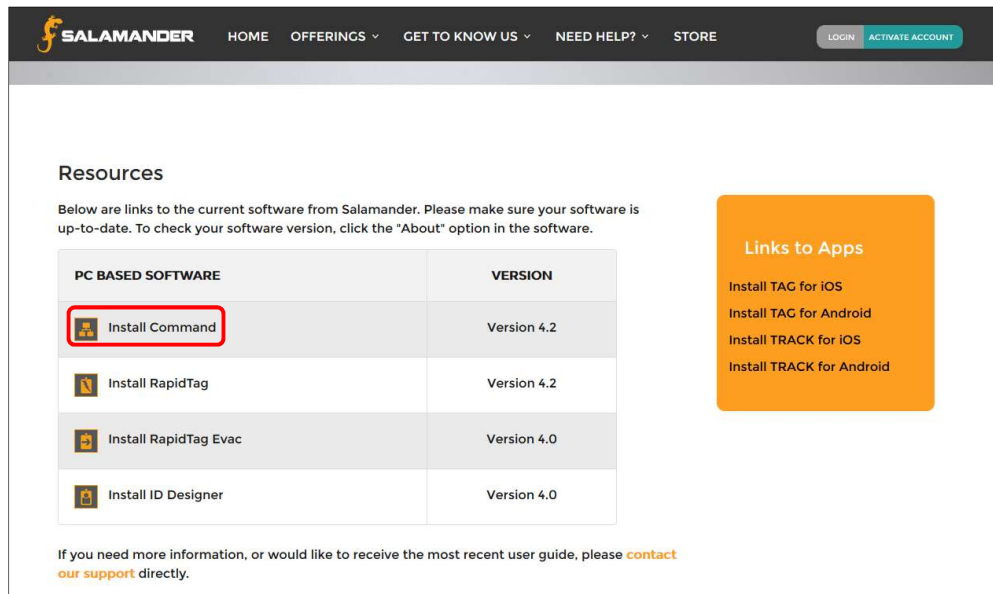 SALAMANDER HOME OFFERINGS GET TO KNOW US NEED HELP? STORE LOGIN ACTIVATE ACCOUNT
Resources
Below are links to the current software from Salamander. Please make sure your software is
up-to-date. To check your software version, click the "About" option in the software.
PC BASED SOFTWARE VERSION
Install Command Version 4.2
Install RapidTag Version 4.2
Install RapidTag Evac Version 4.0
Install ID Designer Version 4.0
If you need more information, or would like to receive the most recent user guide, please contact
our support directly.
Links to Apps
Install TAG for iOS
Install TAG for Android
Install TRACK for iOS
Install TRACK for Android